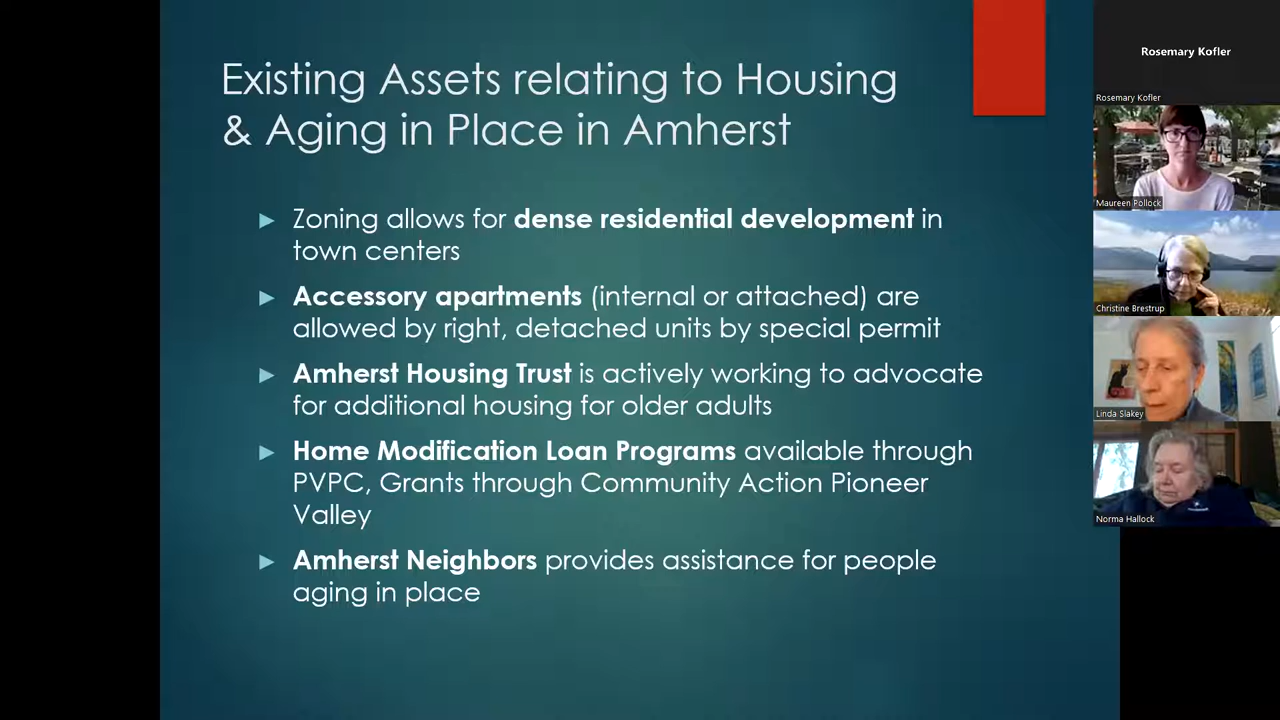 Existing Assets relating to Housing
& Aging in Place in Amherst
Zoning allows for dense residential development in
town centers
Accessory apartments (internal or attached) are
allowed by right, detached units by special permit
Amherst Housing Trust is actively working to advocate
for additional housing for older adults
Home Modification Loan Programs available through
PVPC, Grants through Community Action Pioneer
Valley
Amherst Neighbors provides assistance for people
aging in place
Rosemary Kofler
Rosemary Kofler
Maureen Pollock
Christine Brestrup
Linda Slakey
Norma Hallock